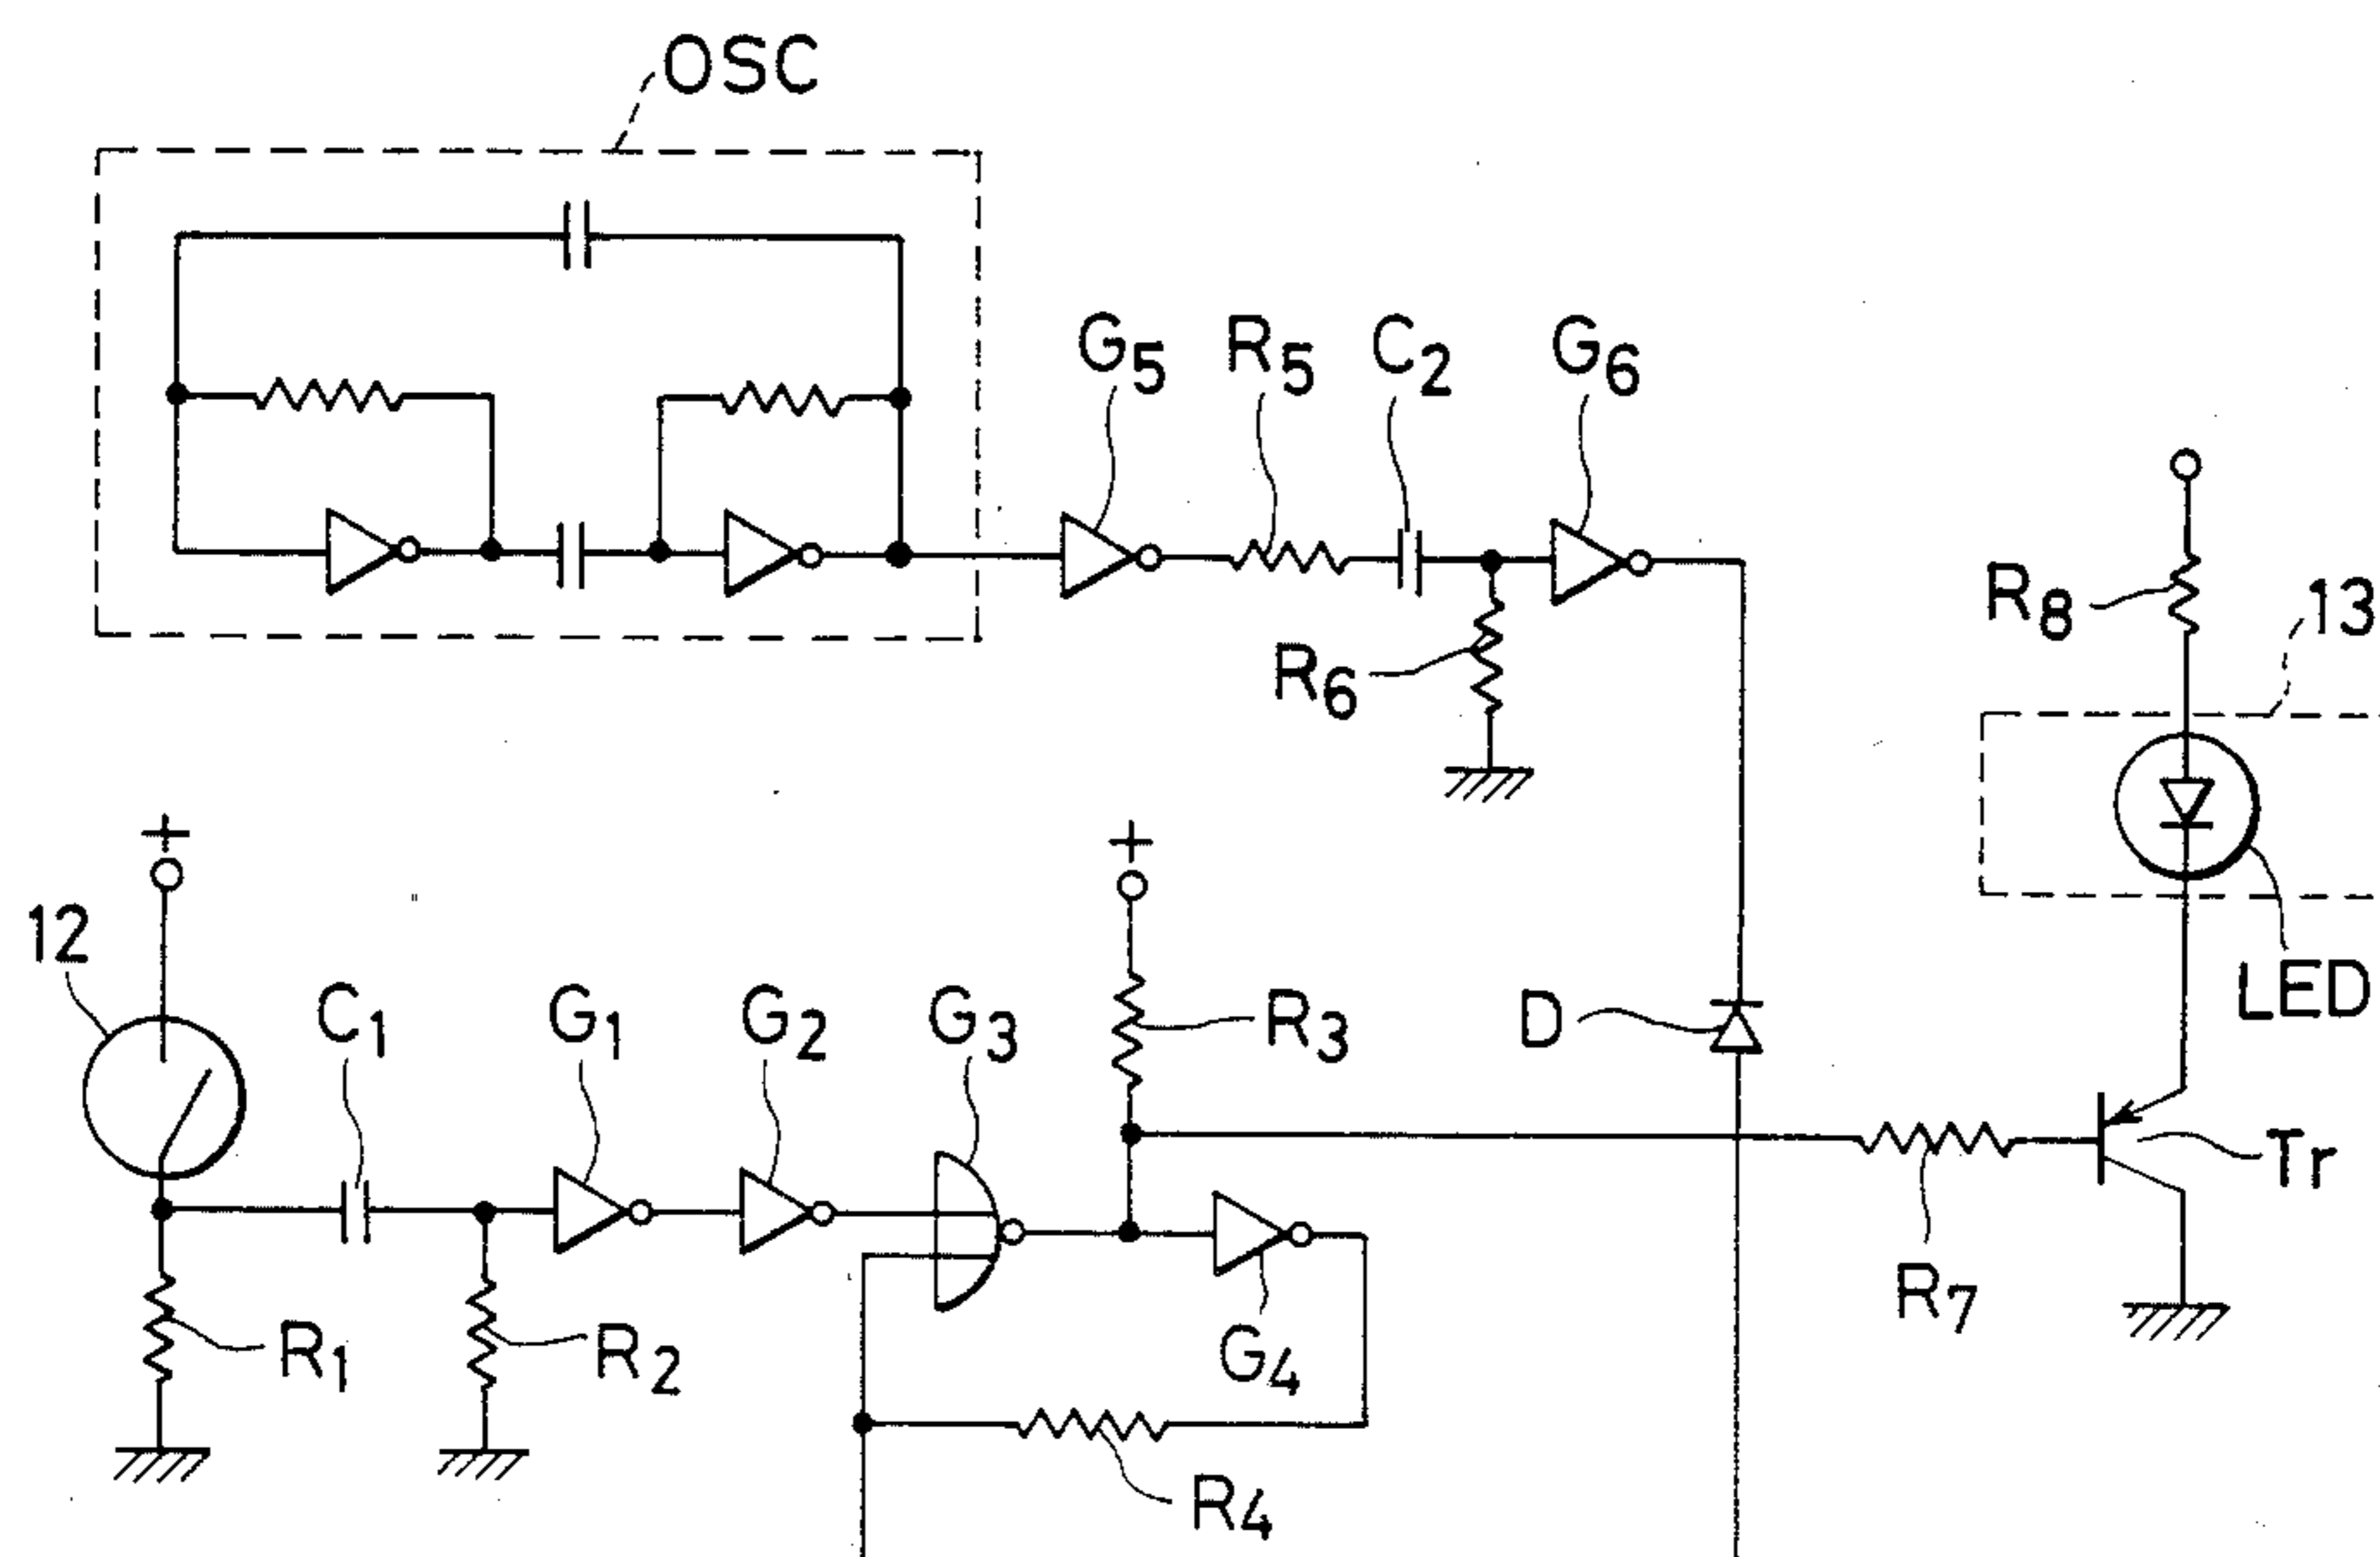 OSC
G5 R5 C2 G6
R8 13
R6
+ +
12 C1 G1 G2 G3 R3 D LED
Tr
R1 R2 G4 R7
R4